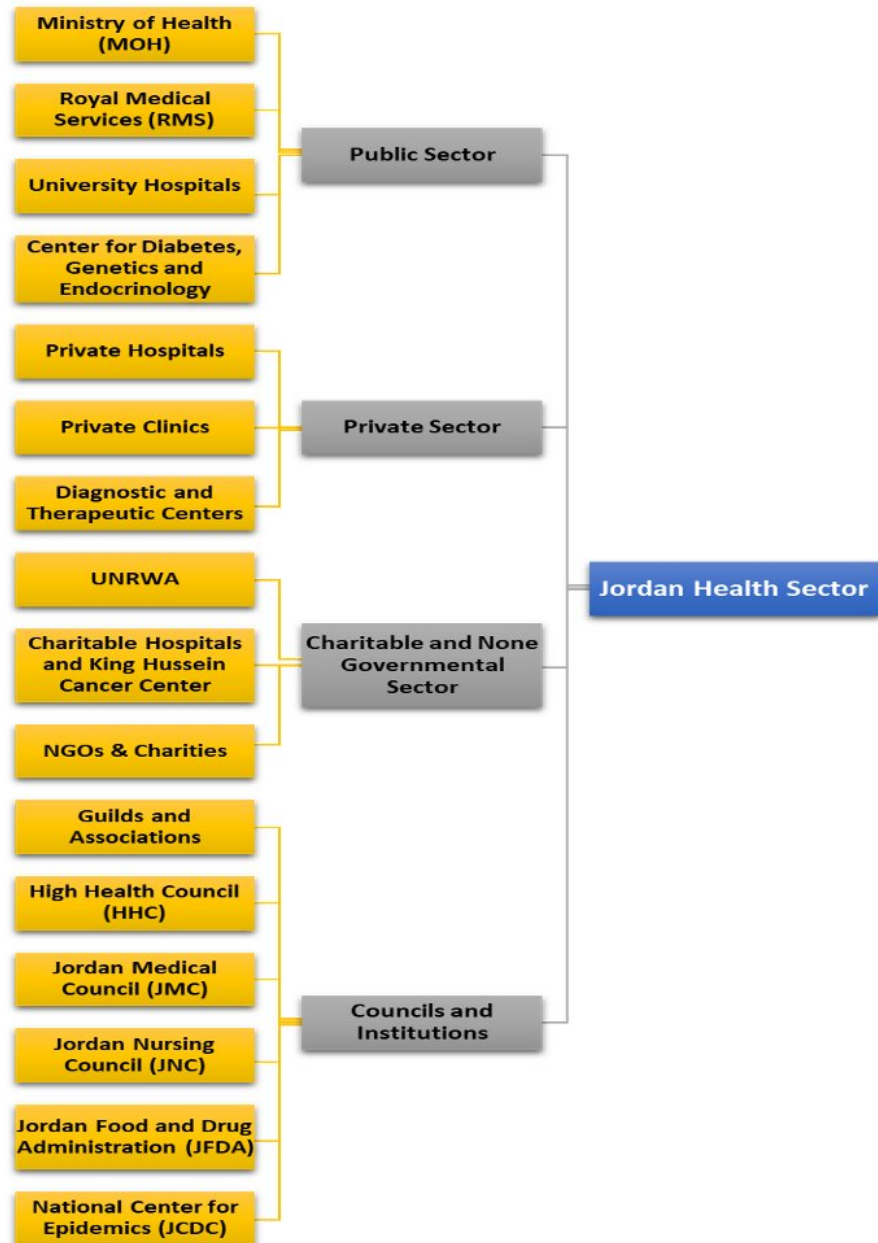 Ministry of Health
(MOH)
Royal Medical
Services (RMS)
University Hospitals
Center for Diabetes,
Genetics and
Endocrinology
Public Sector
Private Hospitals
Private Clinics
Diagnostic and
Therapeutic Centers
Private Sector
UNRWA
Charitable Hospitals
and King Hussein
Cancer Center
NGOs & Charities
Charitable and None
Governmental
Sector
Guilds and
Associations
High Health Council
(HHC)
Jordan Medical
Council (JMC)
Jordan Nursing
Council (JNC)
Jordan Food and Drug
Administration (JFDA)
National Center for
Epidemics (JCDC)
Councils and
Institutions
Jordan Health Sector